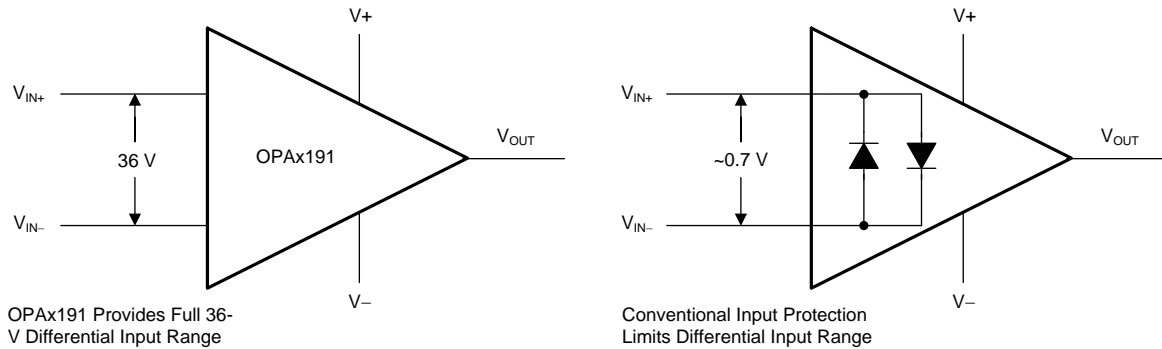 V+
V+
V_IN+
V_IN+
36 V
OPAx191
V_OUT
~0.7 V
V_OUT
V_IN–
V_IN–
V–
V–
OPAx191 Provides Full 36-
V Differential Input Range
Conventional Input Protection
Limits Differential Input Range